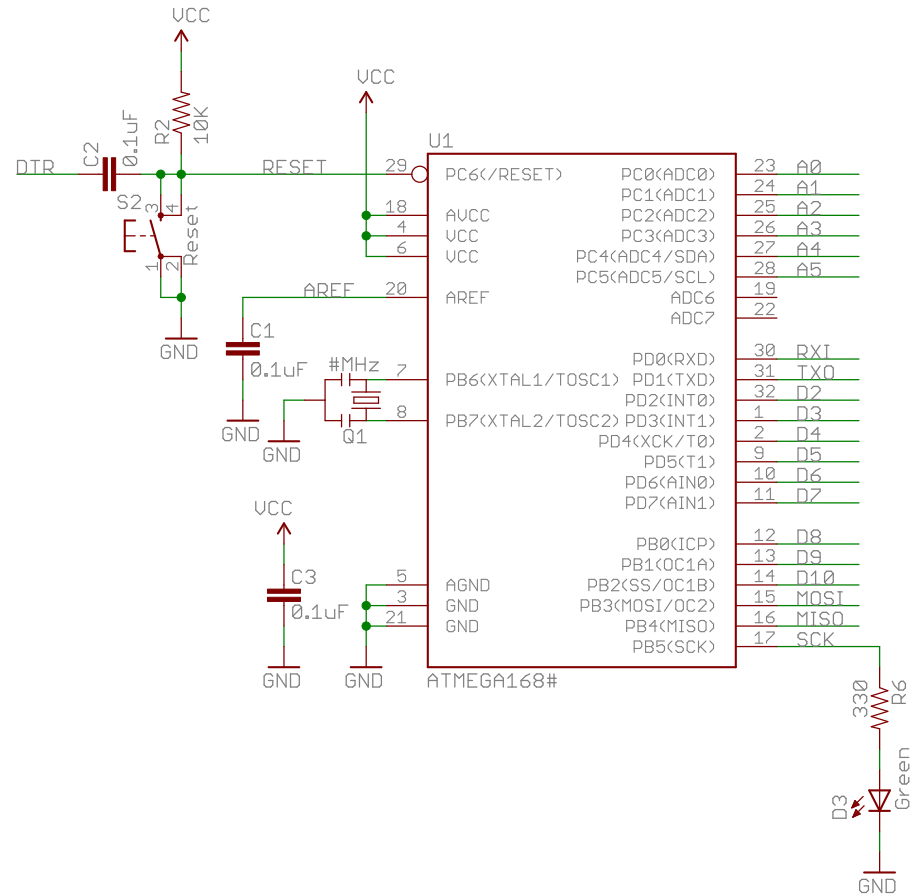 VCC
R2
10K
C2
0.1uF
DTR
RESET
S2
3
4
1
2
Reset
GND
VCC
AREF
C1
0.1uF
GND
#MHz
Q1
GND
VCC
C3
0.1uF
GND
GND
U1
29 PC6(/RESET)
18 AVCC
4 VCC
6 VCC
20 AREF
7 PB6(XTAL1/TOSC1)
8 PB7(XTAL2/TOSC2)
5 AGND
3 GND
21 GND
PC0(ADC0) 23 A0
PC1(ADC1) 24 A1
PC2(ADC2) 25 A2
PC3(ADC3) 26 A3
PC4(ADC4/SDA) 27 A4
PC5(ADC5/SCL) 28 A5
ADC6 19
ADC7 22
PD0(RXD) 30 RXI
PD1(TXD) 31 TXO
PD2(INT0) 32 D2
PD3(INT1) 1 D3
PD4(XCK/T0) 2 D4
PD5(T1) 9 D5
PD6(AIN0) 10 D6
PD7(AIN1) 11 D7
PB0(ICP) 12 D8
PB1(OC1A) 13 D9
PB2(SS/OC1B) 14 D10
PB3(MOSI/OC2) 15 MOSI
PB4(MISO) 16 MISO
PB5(SCK) 17 SCK
ATMEGA168#
330
R6
D3
Green
GND